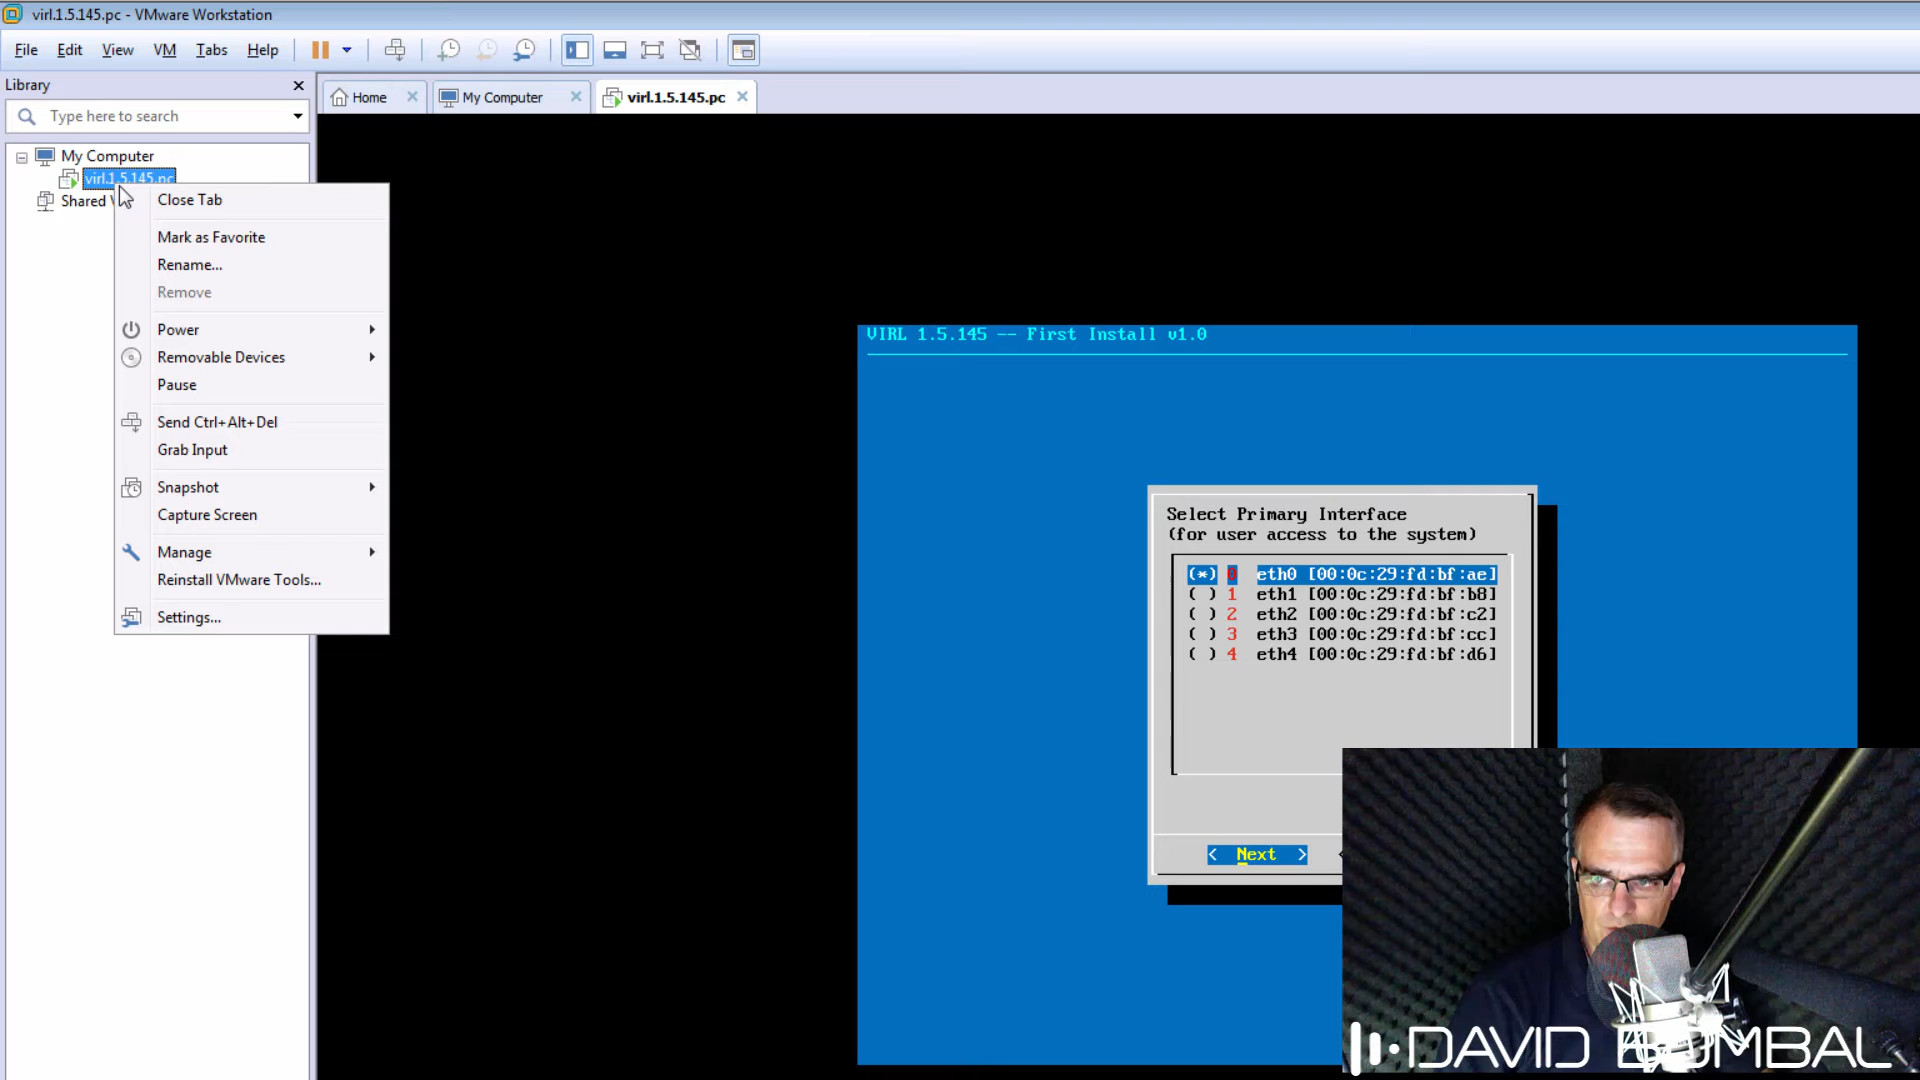 virl.1.5.145.pc - VMware Workstation
File Edit View VM Tabs Help
Library
Type here to search
Home
My Computer
virl.1.5.145.pc
My Computer
virl.1.5.145.pc
Shared
Close Tab
Mark as Favorite
Rename...
Remove
Power
Removable Devices
Pause
Send Ctrl+Alt+Del
Grab Input
Snapshot
Capture Screen
Manage
Reinstall VMware Tools...
Settings...
VIRL 1.5.145 -- First Install v1.0
Select Primary Interface
(for user access to the system)
(*) 0 eth0 [00:0c:29:fd:bf:ae]
( ) 1 eth1 [00:0c:29:fd:bf:b8]
( ) 2 eth2 [00:0c:29:fd:bf:c2]
( ) 3 eth3 [00:0c:29:fd:bf:cc]
( ) 4 eth4 [00:0c:29:fd:bf:d6]
< Next >
DAVID BOMBAL